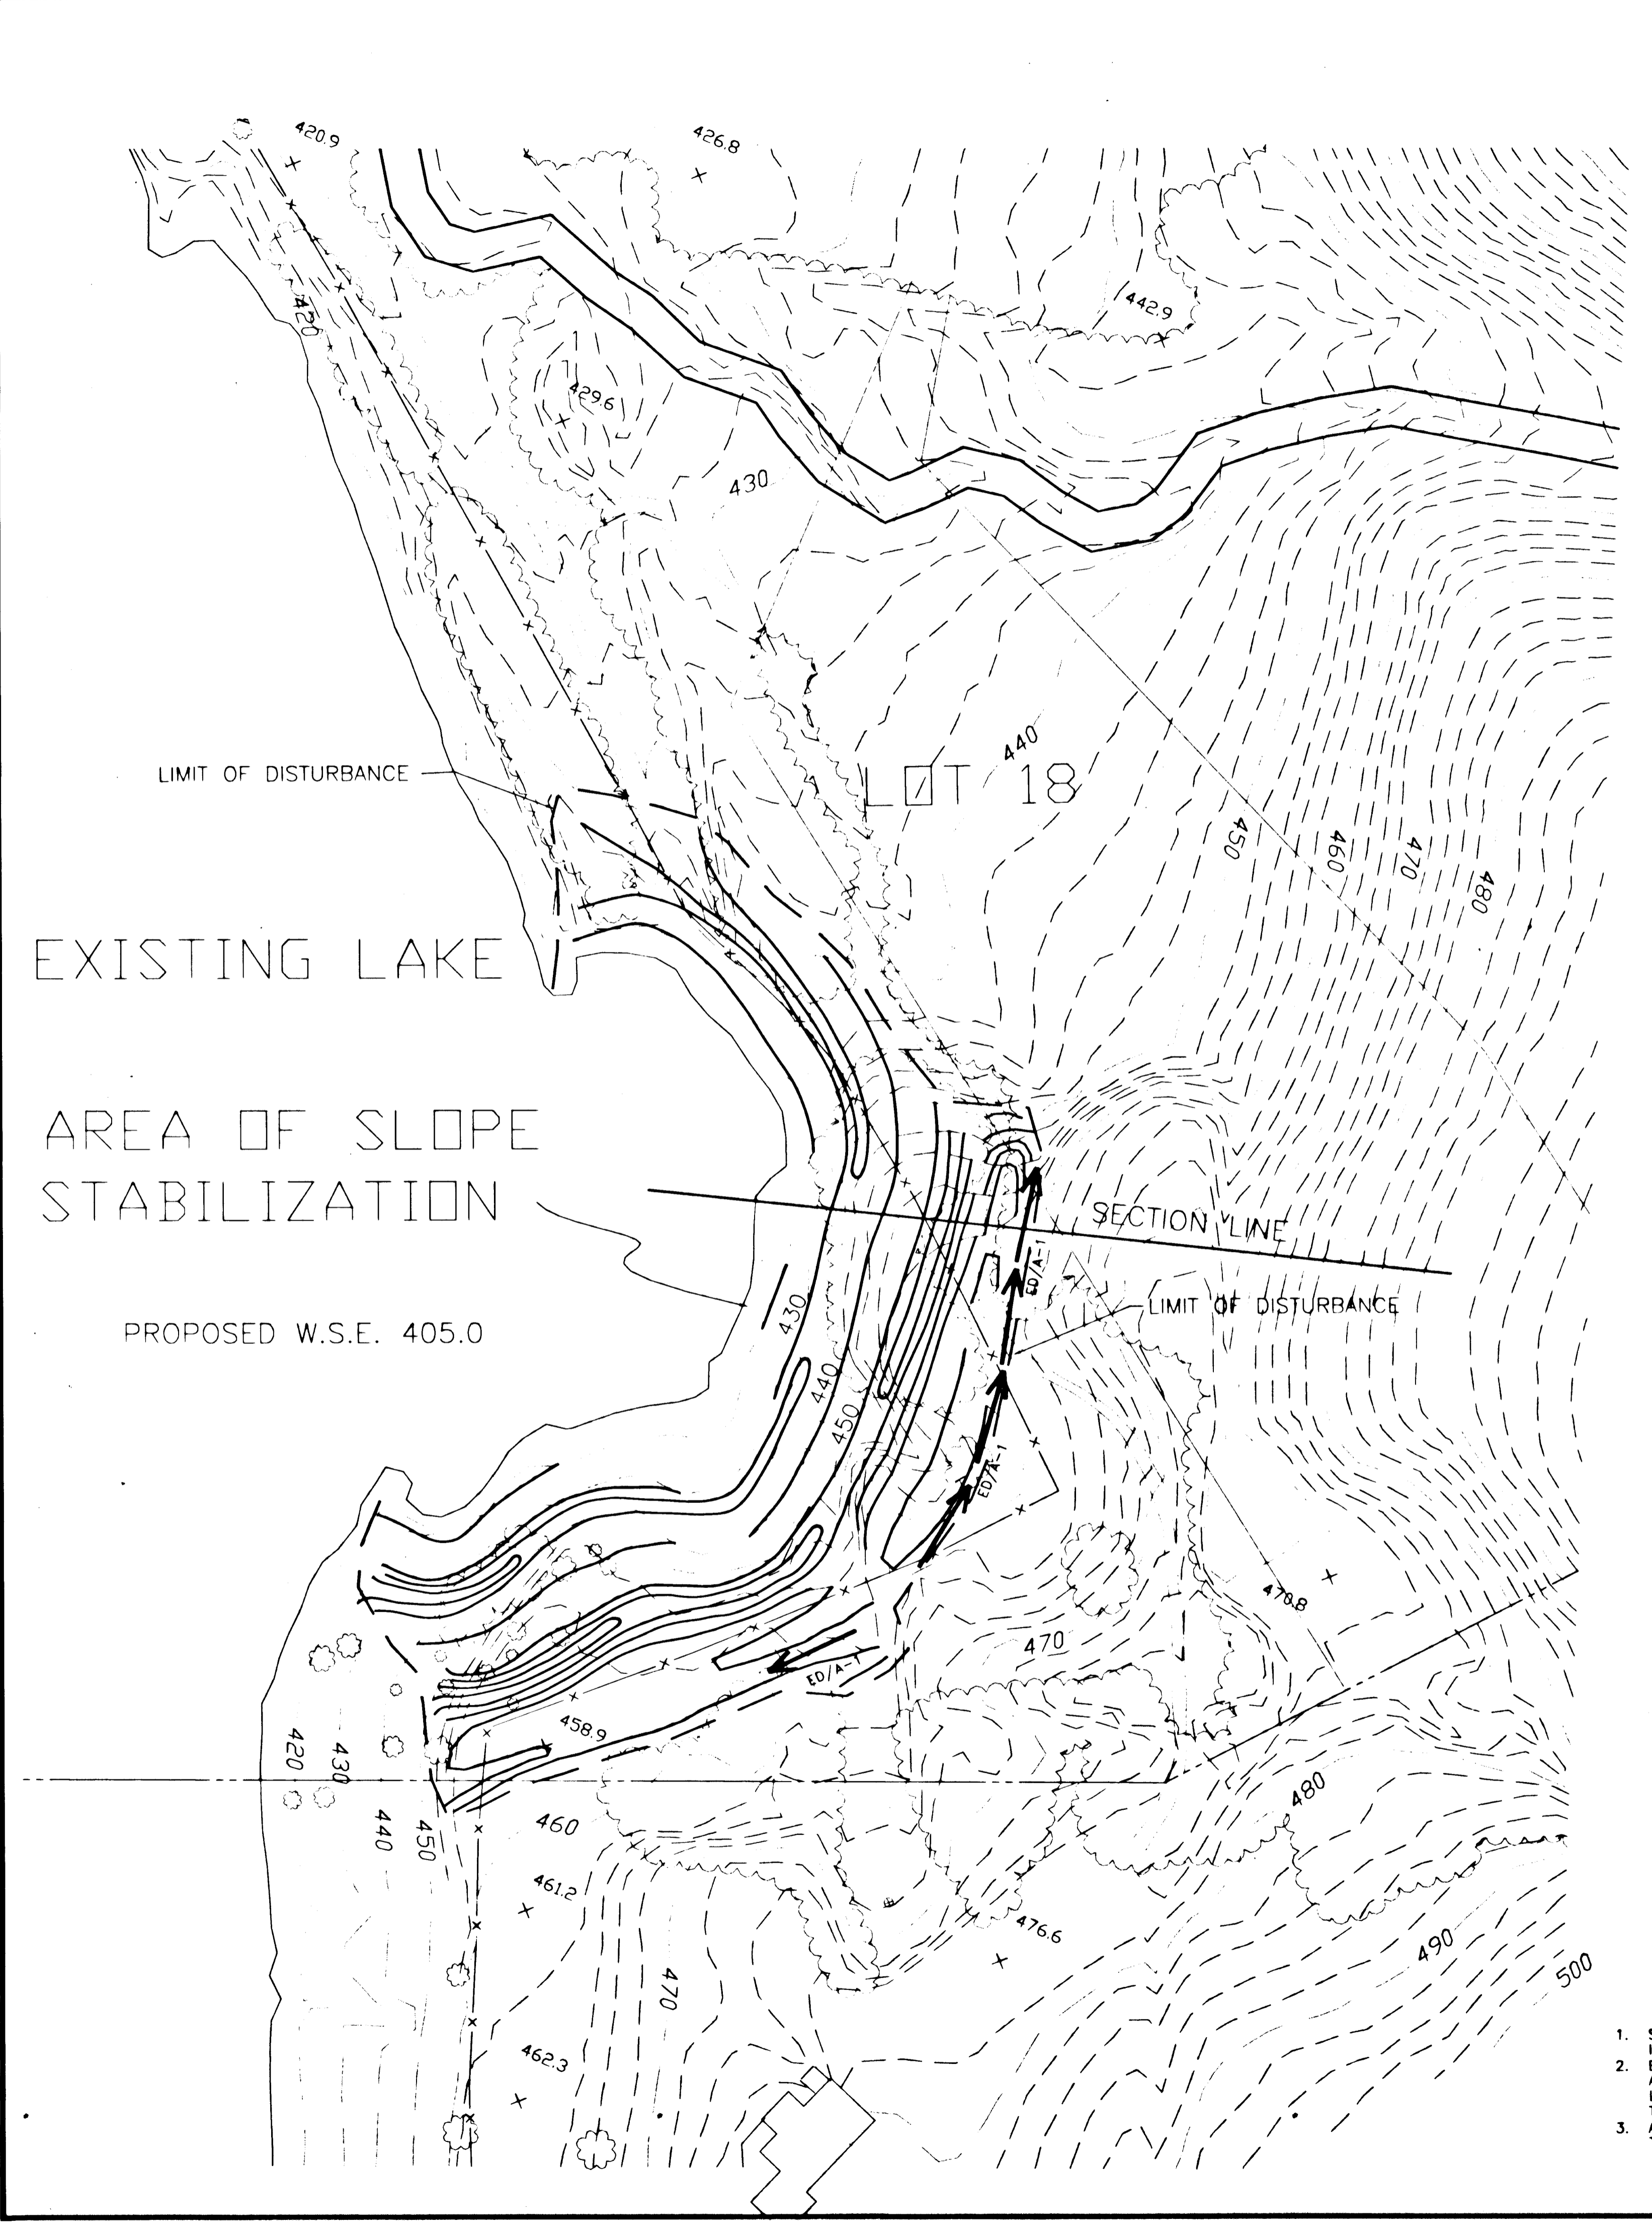 420.9
426.8
420
442.9
429.6
430
440
LIMIT OF DISTURBANCE
LOT 18
450
460
470
480
EXISTING LAKE
AREA OF SLOPE
STABILIZATION
SECTION LINE
ED/A-1
LIMIT OF DISTURBANCE
430
PROPOSED W.S.E. 405.0
440
450
ED/A-1
470
ED/A-1
458.9
420
430
440
450
460
480
461.2
476.6
470
490
500
462.3
1.
2.
3.